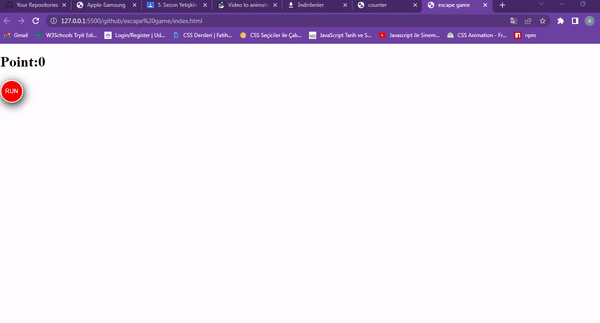 Your Repositories
Apple-Samsung
5. Sezon Yetişkin
Video to animate
İndirilenler
counter
escape game
127.0.0.1:5500/github/escape%20game/index.html
Gmail
W3Schools Tryit Edi...
Login/Register | Ud...
CSS Dersleri | Fatih...
CSS Seçiciler ile Çalı...
JavaScript Tarih ve S...
Javascript ile Sinem...
CSS Animation - Fr...
npm
Point:0
RUN